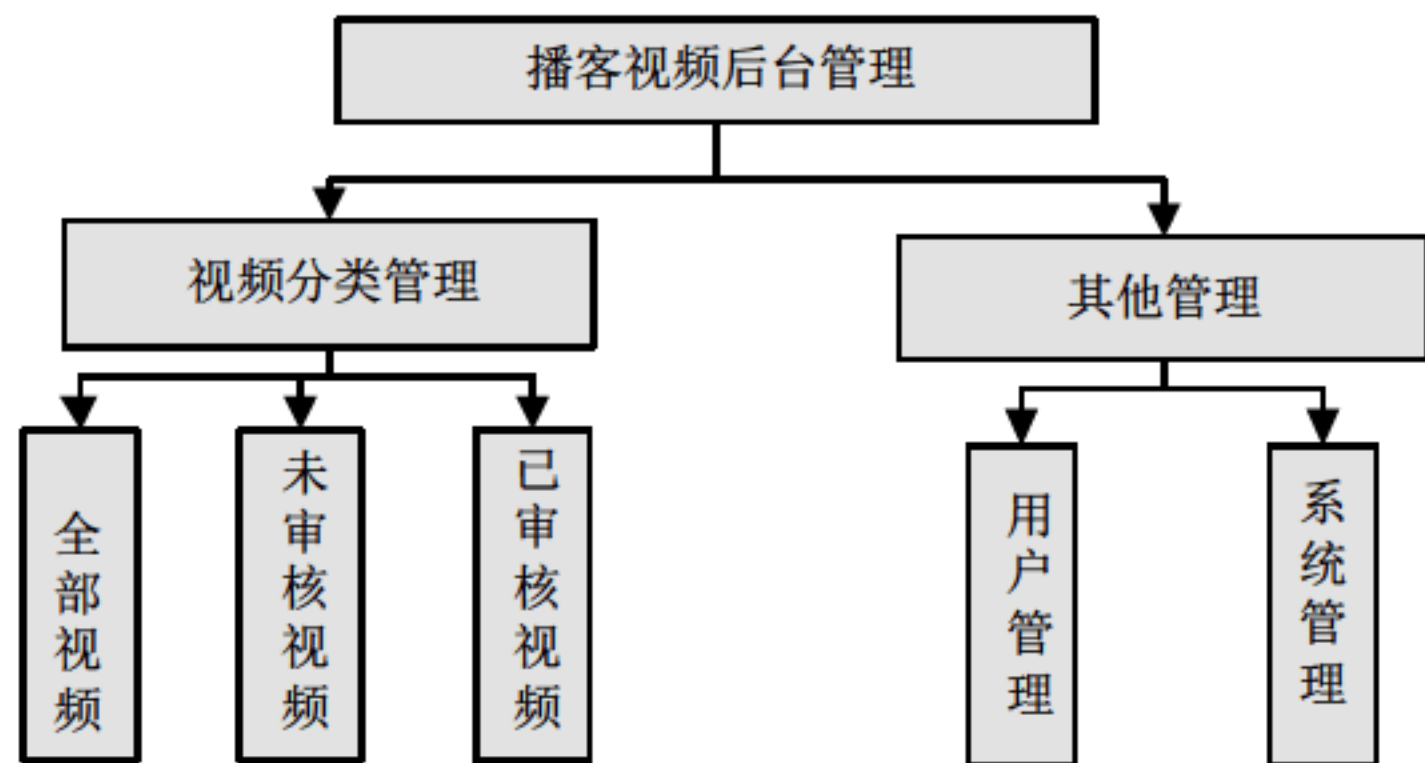 播客视频后台管理
视频分类管理
其他管理
全部视频
未审核视频
已审核视频
用户管理
系统管理